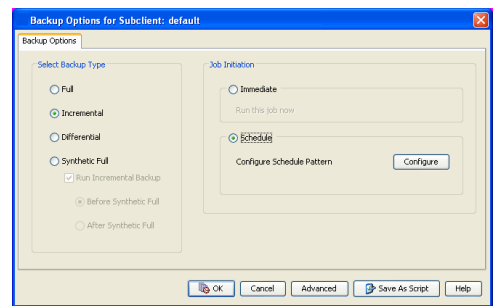 Backup Options for Subclient: default
Backup Options
Select Backup Type
Full
Incremental
Differential
Synthetic Full
Run Incremental Backup
Before Synthetic Full
After Synthetic Full
Job Initiation
Immediate
Run this job now
Schedule
Configure Schedule Pattern
Configure
OK
Cancel
Advanced
Save As Script
Help